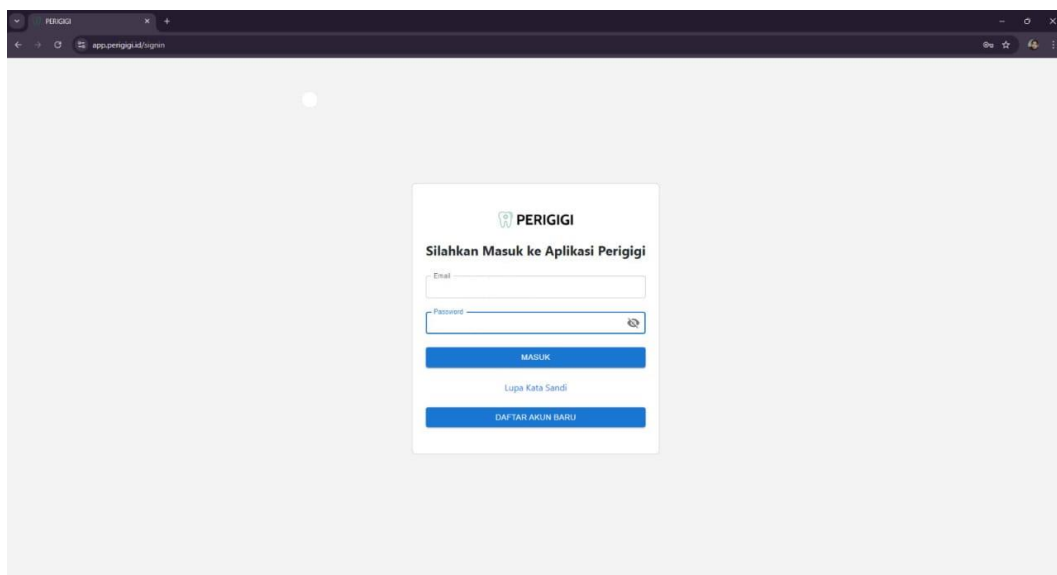 PERIGIGI
app.perigigi.id/signin
PERIGIGI
Silahkan Masuk ke Aplikasi Perigigi
Email
Password
MASUK
Lupa Kata Sandi
DAFTAR AKUN BARU